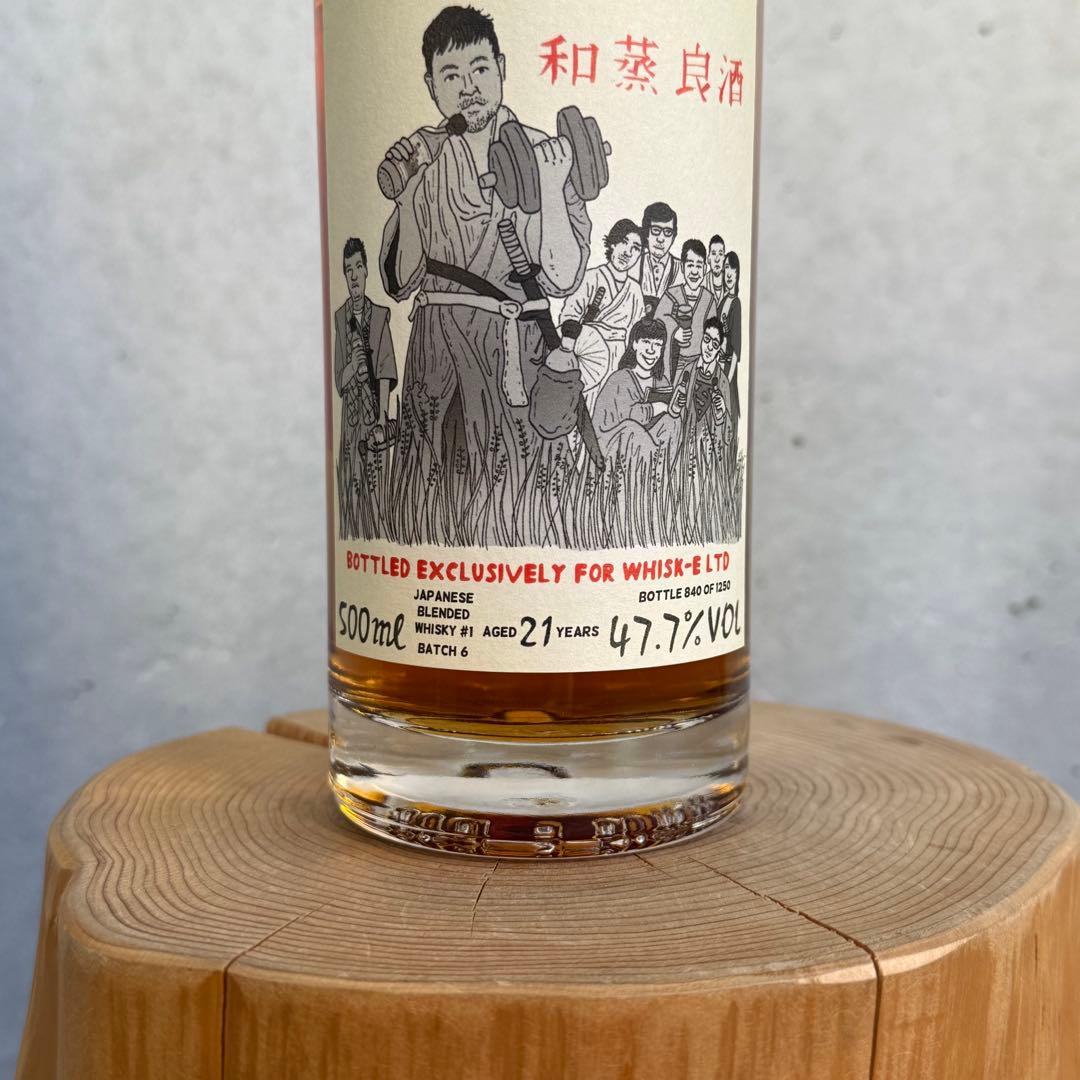 和蒸良酒
BOTTLED EXCLUSIVELY FOR WHISK-E LTD
BOTTLE 840 OF 1250
500ml
JAPANESE
BLENDED
WHISKY #1
BATCH 6
AGED 21 YEARS
47.7% VOL